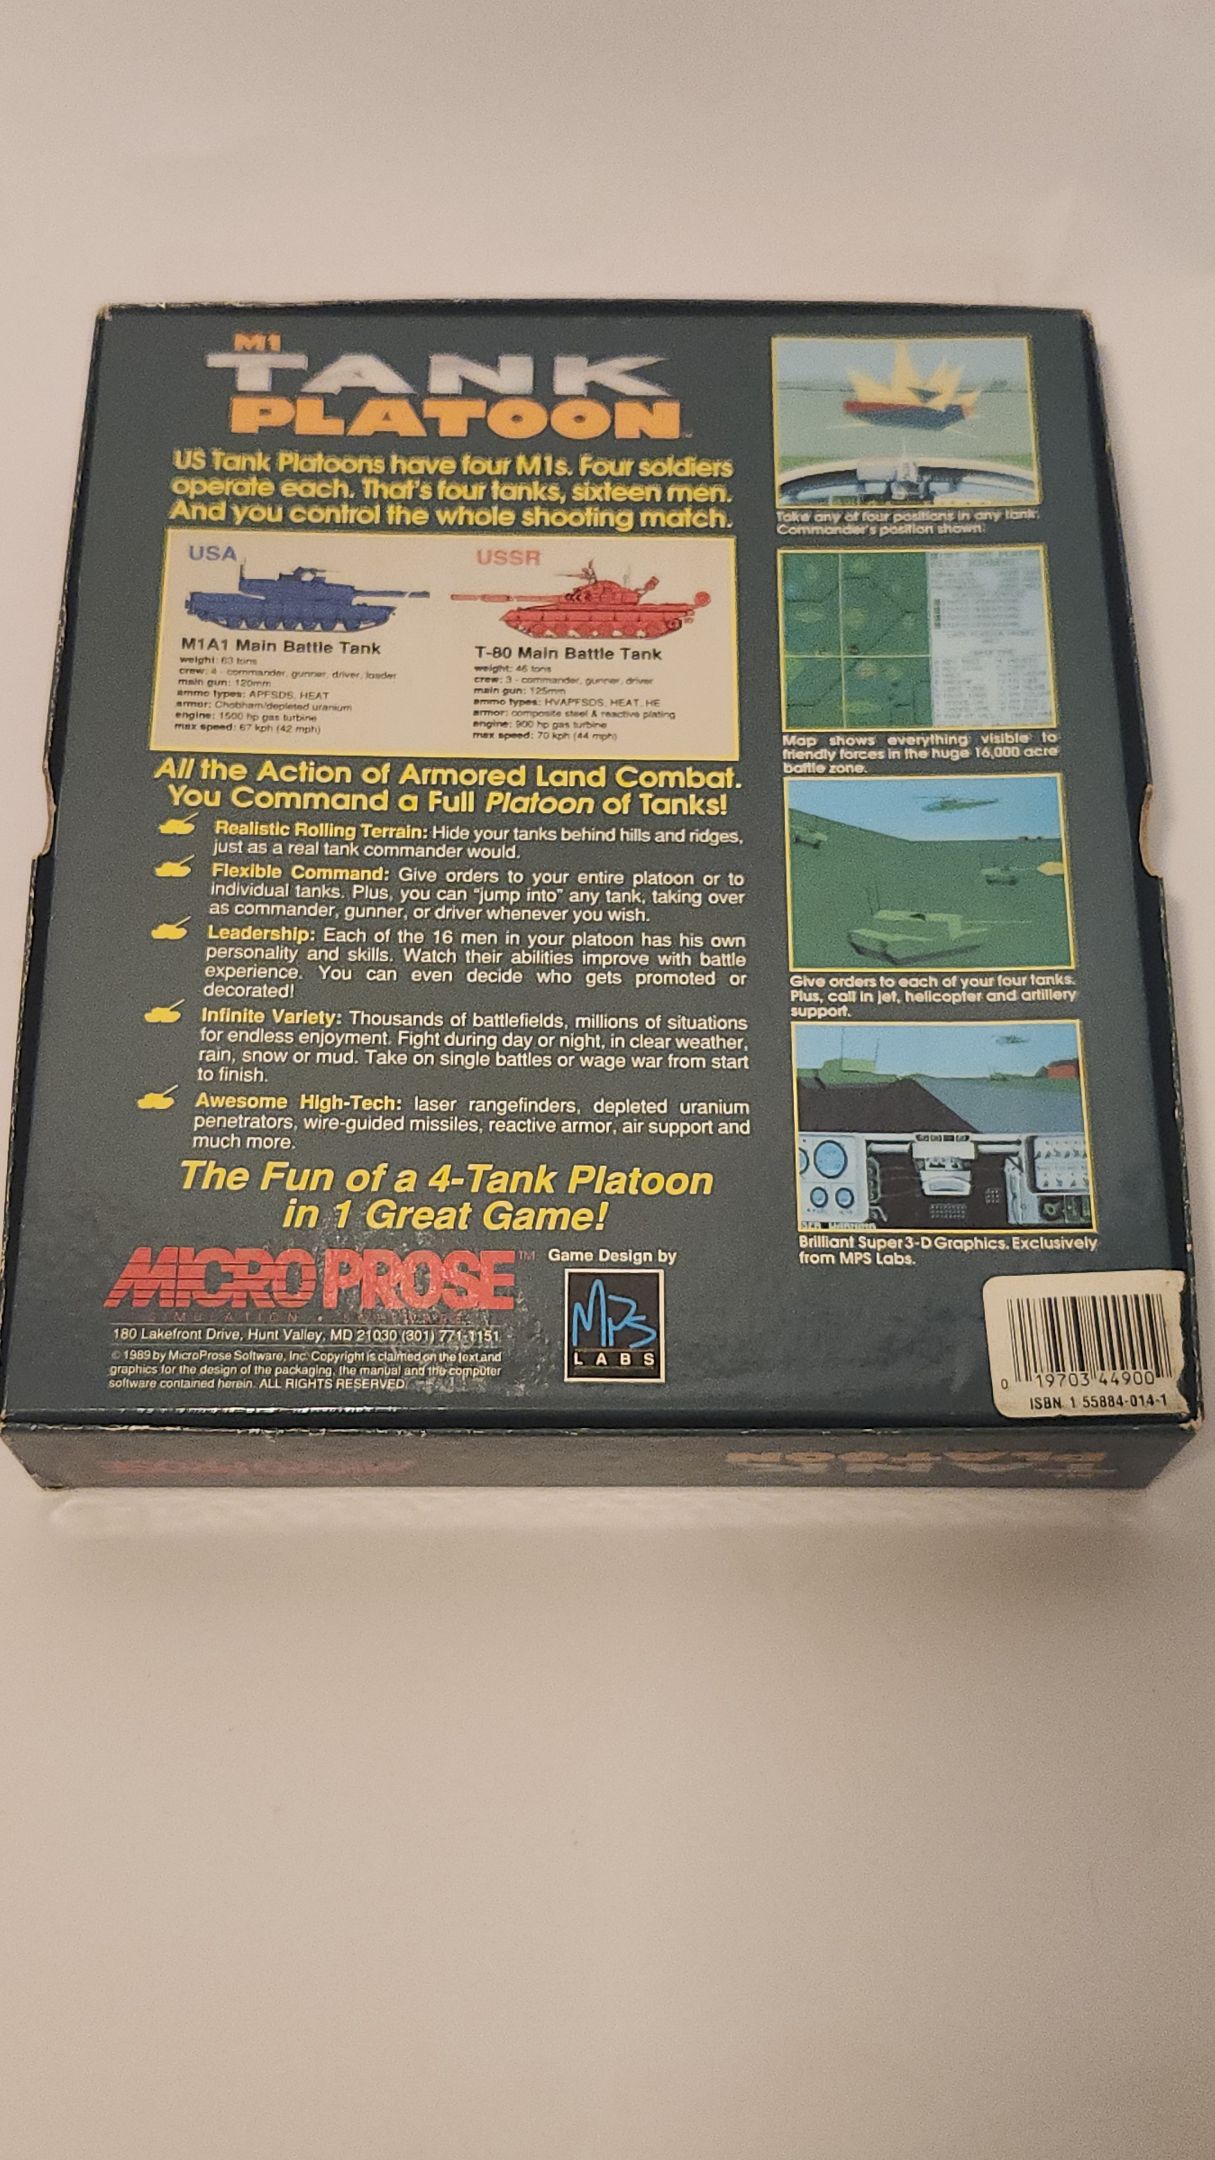 M1
TANK
PLATOON
US Tank Platoons have four M1s. Four soldiers
operate each. That's four tanks, sixteen men.
And you control the whole shooting match.
USA
M1A1 Main Battle Tank
weight: 63 tons
crew: 4 - commander, gunner, driver, loader
main gun: 120mm
ammo types: APFSDS, HEAT
armor: Chobham/depleted uranium
engine: 1500 hp gas turbine
max speed: 67 kph (42 mph)
USSR
T-80 Main Battle Tank
weight: 46 tons
crew: 3 - commander, gunner, driver
main gun: 125mm
ammo types: HVAPFSDS, HEAT, HE
armor: composite steel & reactive plating
engine: 900 hp gas turbine
max speed: 70 kph (44 mph)
All the Action of Armored Land Combat.
You Command a Full Platoon of Tanks!
Realistic Rolling Terrain: Hide your tanks behind hills and ridges,
just as a real tank commander would.
Flexible Command: Give orders to your entire platoon or to
individual tanks. Plus, you can "jump into" any tank, taking over
as commander, gunner, or driver whenever you wish.
Leadership: Each of the 16 men in your platoon has his own
personality and skills. Watch their abilities improve with battle
experience. You can even decide who gets promoted or
decorated!
Infinite Variety: Thousands of battlefields, millions of situations
for endless enjoyment. Fight during day or night, in clear weather,
rain, snow or mud. Take on single battles or wage war from start
to finish.
Awesome High-Tech: laser rangefinders, depleted uranium
penetrators, wire-guided missiles, reactive armor, air support and
much more.
The Fun of a 4-Tank Platoon
in 1 Great Game!
MICROPROSE™
SIMULATION • SOFTWARE
180 Lakefront Drive, Hunt Valley, MD 21030 (301) 771-1151
© 1989 by MicroProse Software, Inc. Copyright is claimed on the text and
graphics for the design of the packaging, the manual and the computer
software contained herein. ALL RIGHTS RESERVED.
Game Design by
MPS
LABS
Take any of four positions in any tank.
Commander's position shown.
Map shows everything visible to
friendly forces in the huge 16,000 acre
battle zone.
Give orders to each of your four tanks.
Plus, call in jet, helicopter and artillery
support.
Brilliant Super 3-D Graphics. Exclusively
from MPS Labs.
0 19703 44900
ISBN 1 55884-014-1
MICROPROSE
TANK
PLATOON